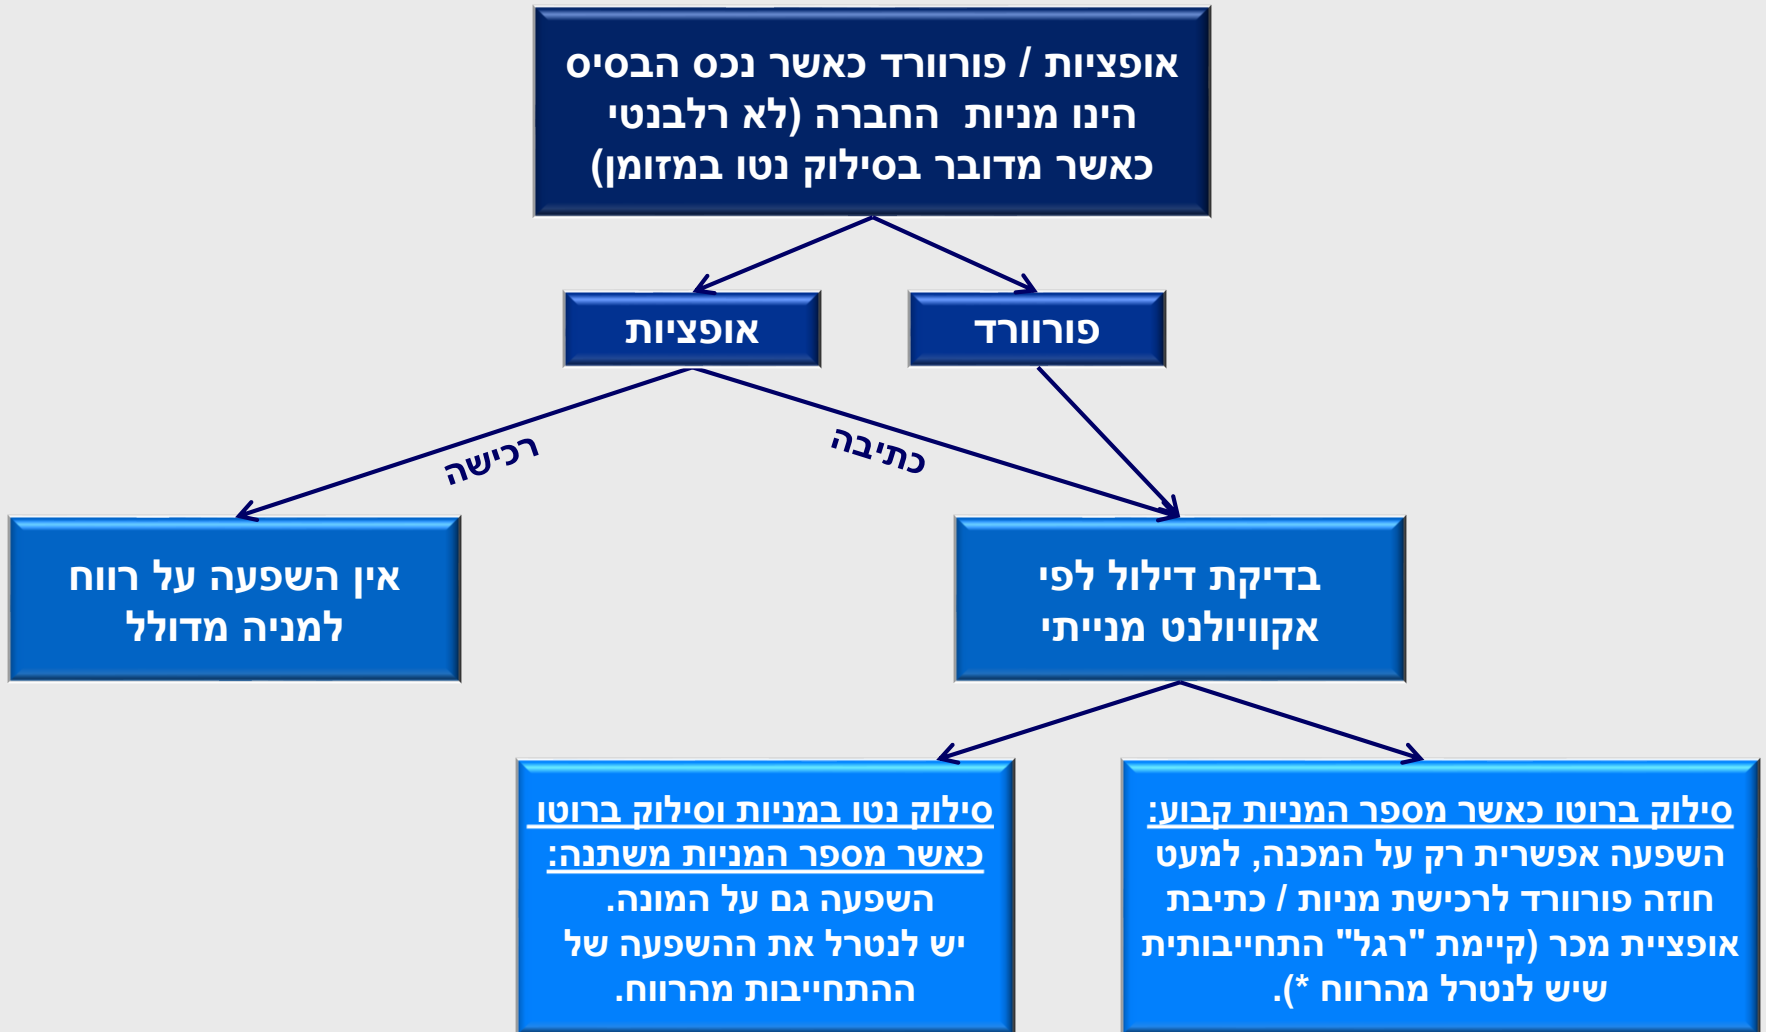 אופציות / פורוורד כאשר נכס הבסיס
הינו מניות החברה (לא רלבנטי
כאשר מדובר בסילוק נטו במזומן)
פורוורד
אופציות
כתיבה
רכישה
בדיקת דילול לפי
אקוויולנט מנייתי
אין השפעה על רווח
למניה מדולל
סילוק ברוטו כאשר מספר המניות קבוע:
השפעה אפשרית רק על המכנה, למעט
חוזה פורוורד לרכישת מניות / כתיבת
אופציית מכר (קיימת "רגל" התחייבותית
שיש לנטרל מהרווח *).
סילוק נטו במניות וסילוק ברוטו
כאשר מספר המניות משתנה:
השפעה גם על המונה.
יש לנטרל את ההשפעה של
ההתחייבות מהרווח.